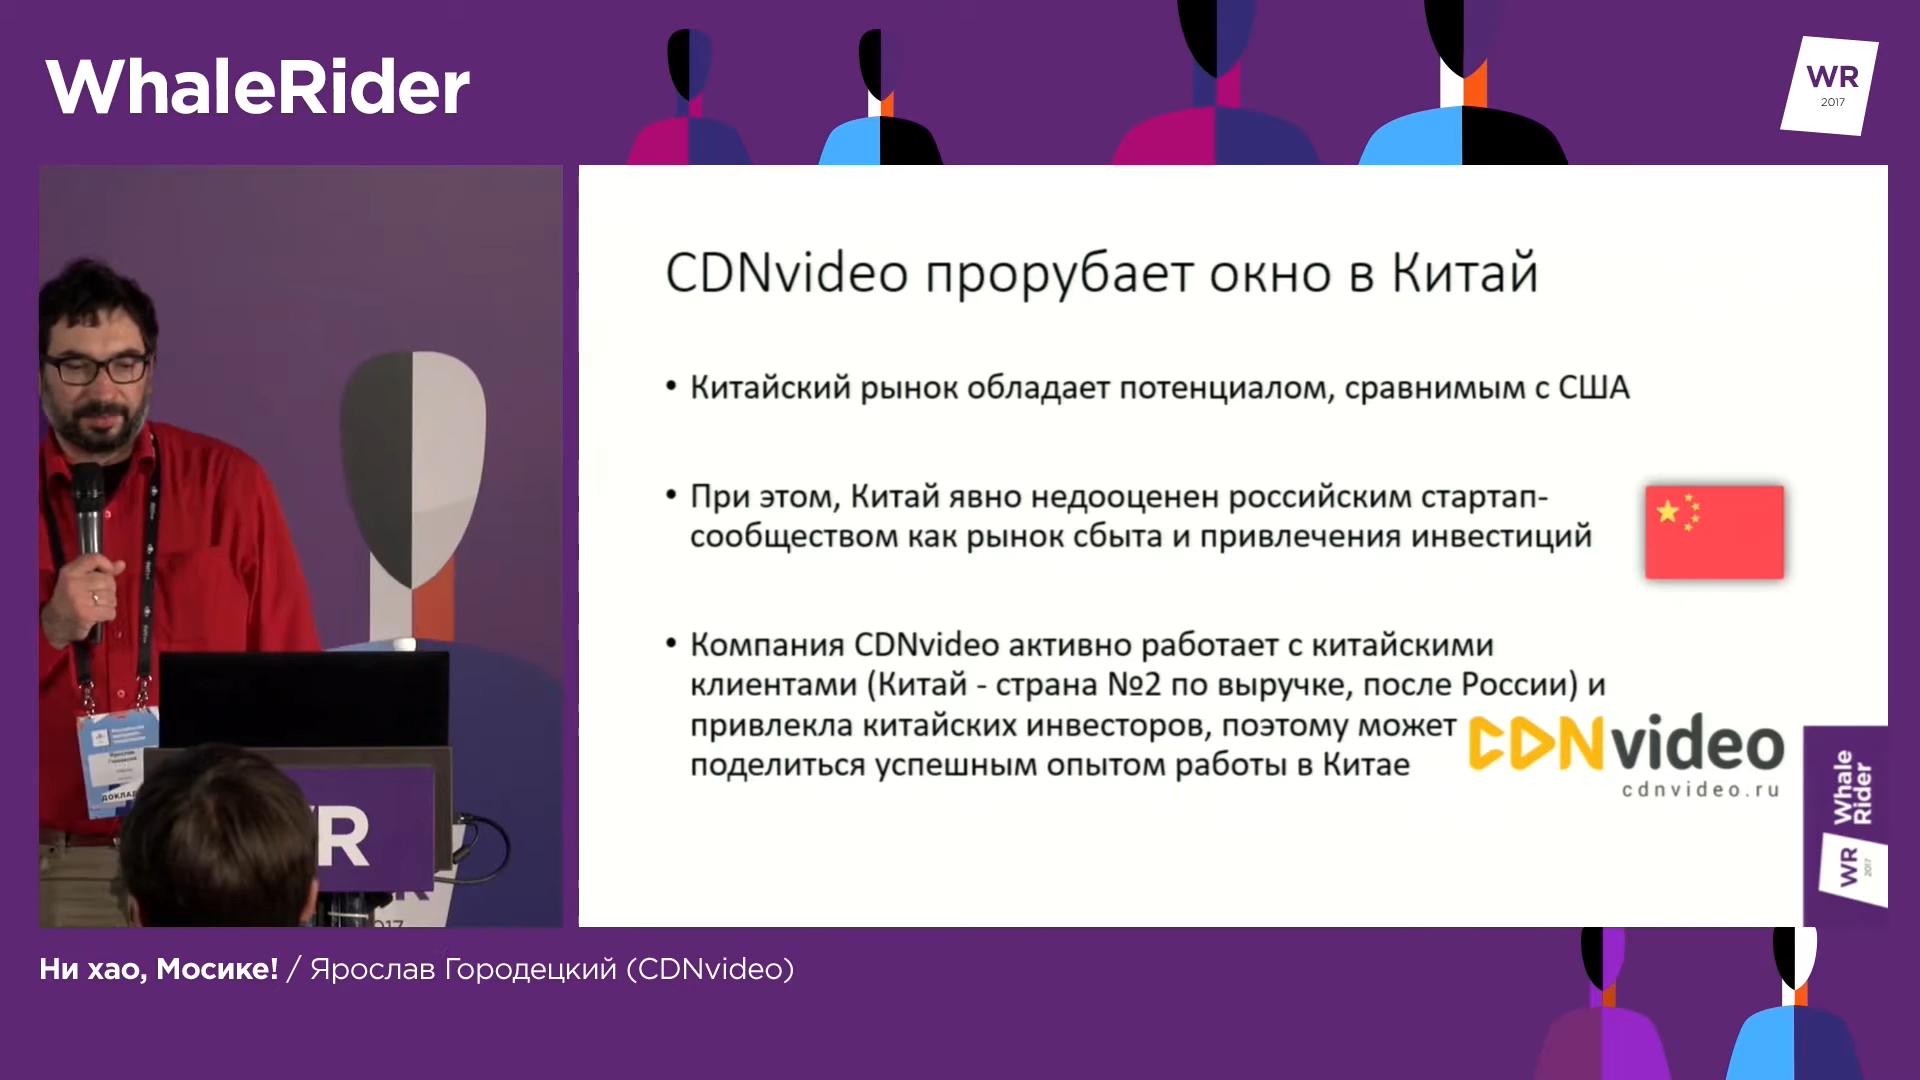 WhaleRider
WR
2017
CDNvideo прорубает окно в Китай
• Китайский рынок обладает потенциалом, сравнимым с США
• При этом, Китай явно недооценен российским стартап-
сообществом как рынок сбыта и привлечения инвестиций
• Компания CDNvideo активно работает с китайскими
клиентами (Китай - страна №2 по выручке, после России) и
привлекла китайских инвесторов, поэтому может
поделиться успешным опытом работы в Китае
CDNvideo
cdnvideo.ru
Whale
Rider
WR
2017
ДОКЛАД
R
Ни хао, Мосике! / Ярослав Городецкий (CDNvideo)